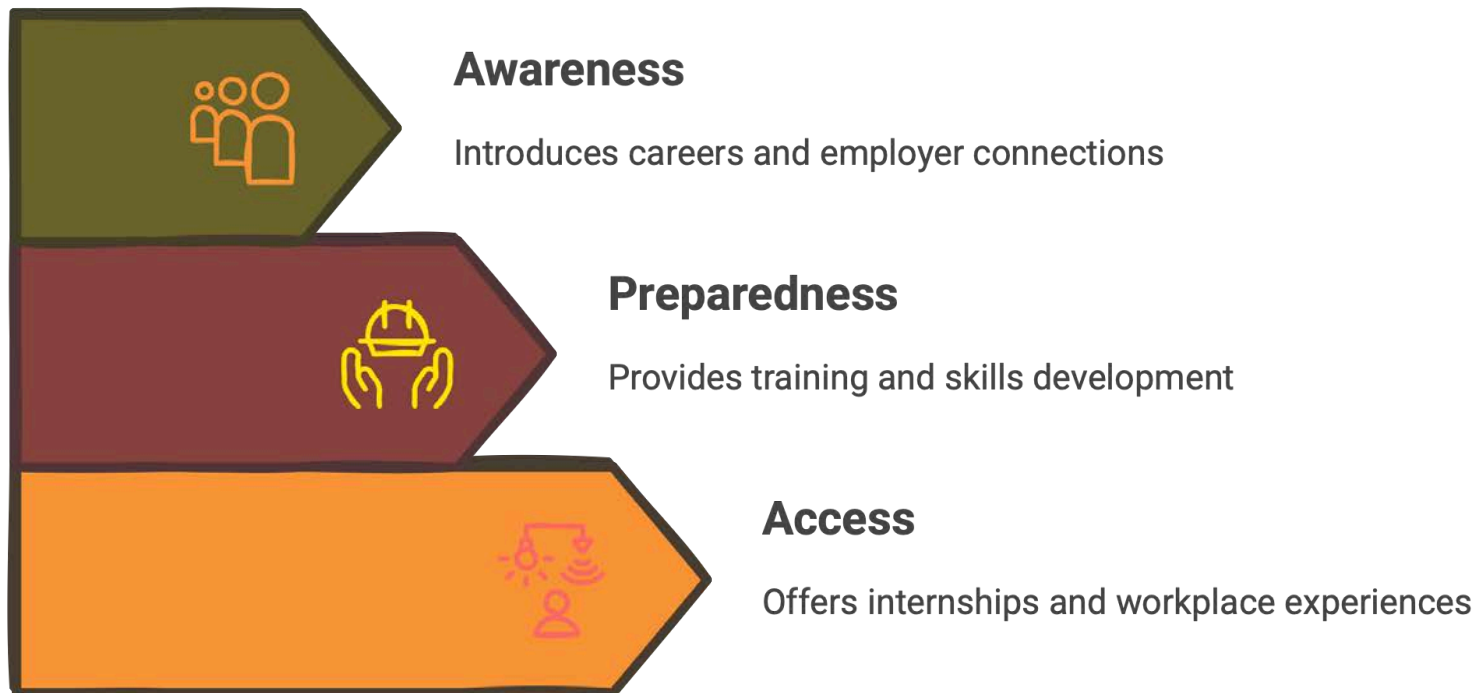 Awareness
Introduces careers and employer connections
Preparedness
Provides training and skills development
Access
Offers internships and workplace experiences